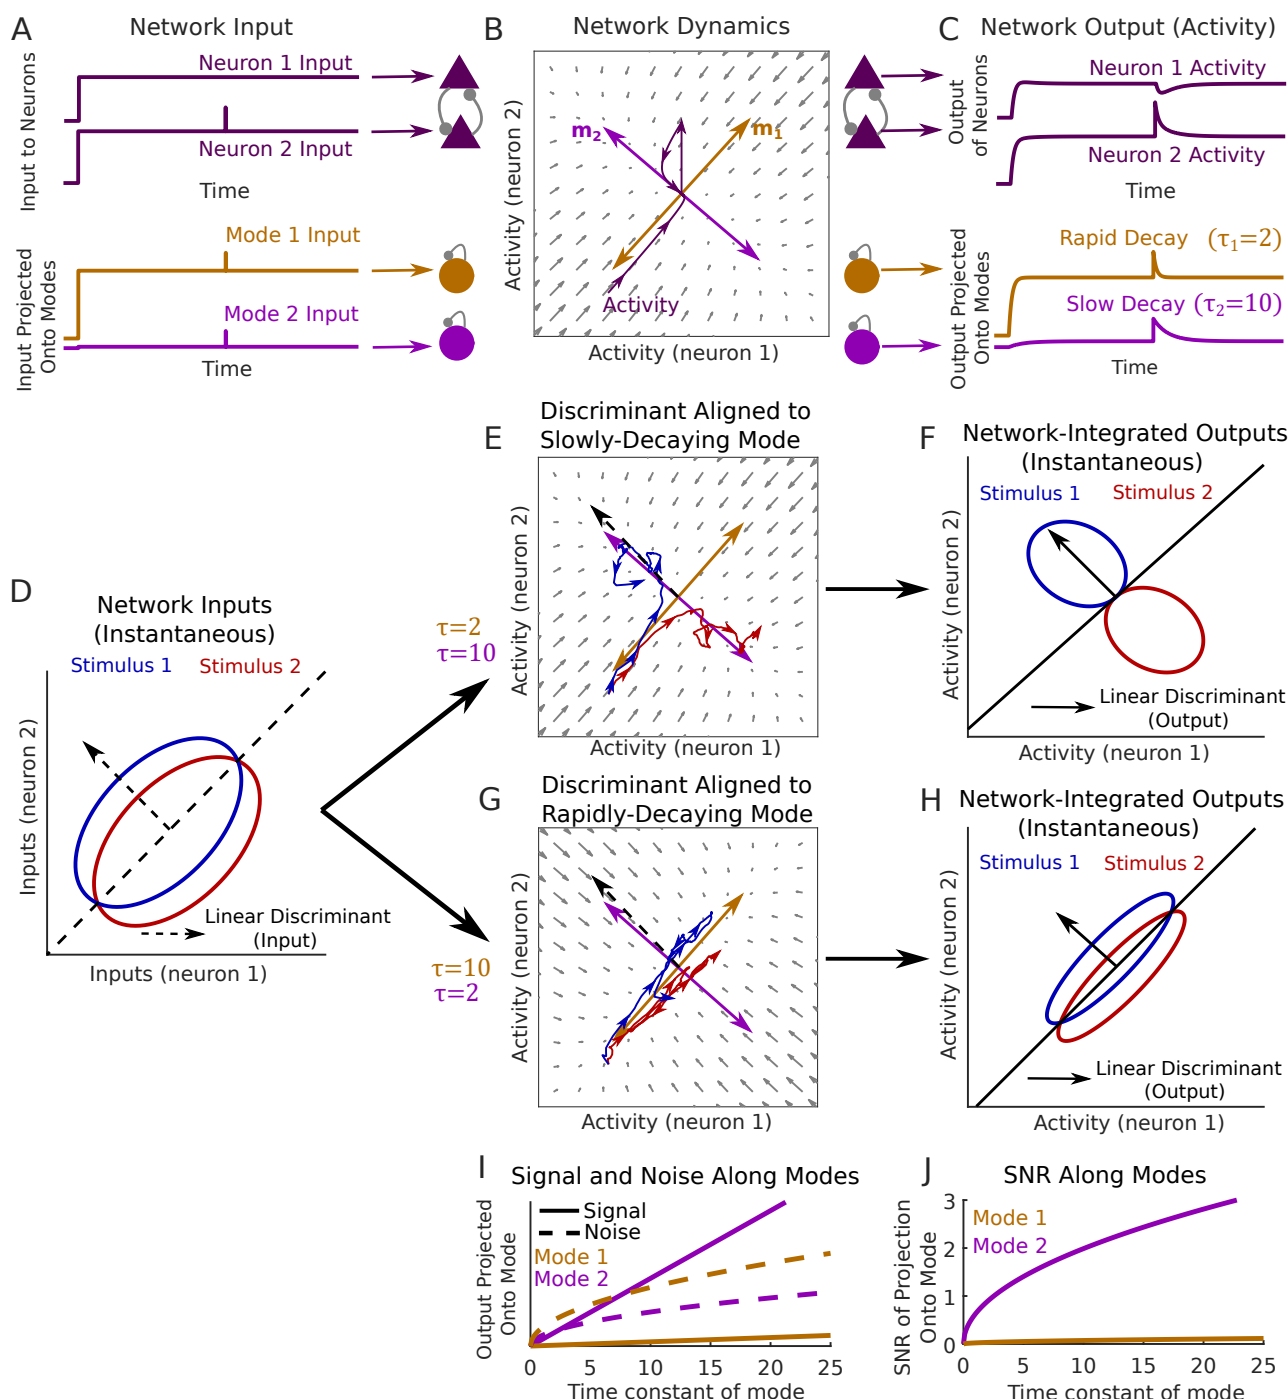 A
Network Input
Input to Neurons
Neuron 1 Input
Neuron 2 Input
Time
Input Projected
Onto Modes
Mode 1 Input
Mode 2 Input
Time
B
Network Dynamics
Activity (neuron 2)
m2
m1
Activity
Activity (neuron 1)
C
Network Output (Activity)
Output
of Neurons
Neuron 1 Activity
Neuron 2 Activity
Time
Output Projected
Onto Modes
Rapid Decay (τ1=2)
Slow Decay (τ2=10)
Time
D
Network Inputs
(Instantaneous)
Stimulus 1 Stimulus 2
Inputs (neuron 2)
Linear Discriminant
(Input)
Inputs (neuron 1)
τ=2
τ=10
τ=10
τ=2
E
Discriminant Aligned to
Slowly-Decaying Mode
Activity (neuron 2)
Activity (neuron 1)
F
Network-Integrated Outputs
(Instantaneous)
Stimulus 1 Stimulus 2
Activity (neuron 2)
Linear Discriminant
(Output)
Activity (neuron 1)
G
Discriminant Aligned to
Rapidly-Decaying Mode
Activity (neuron 2)
Activity (neuron 1)
H
Network-Integrated Outputs
(Instantaneous)
Stimulus 1 Stimulus 2
Activity (neuron 2)
Linear Discriminant
(Output)
Activity (neuron 1)
I
Signal and Noise Along Modes
Output Projected
Onto Mode
Signal
Noise
Mode 1
Mode 2
0 5 10 15 20 25
Time constant of mode
J
SNR Along Modes
SNR of Projection
Onto Mode
3
2
1
0
Mode 1
Mode 2
0 5 10 15 20 25
Time constant of mode